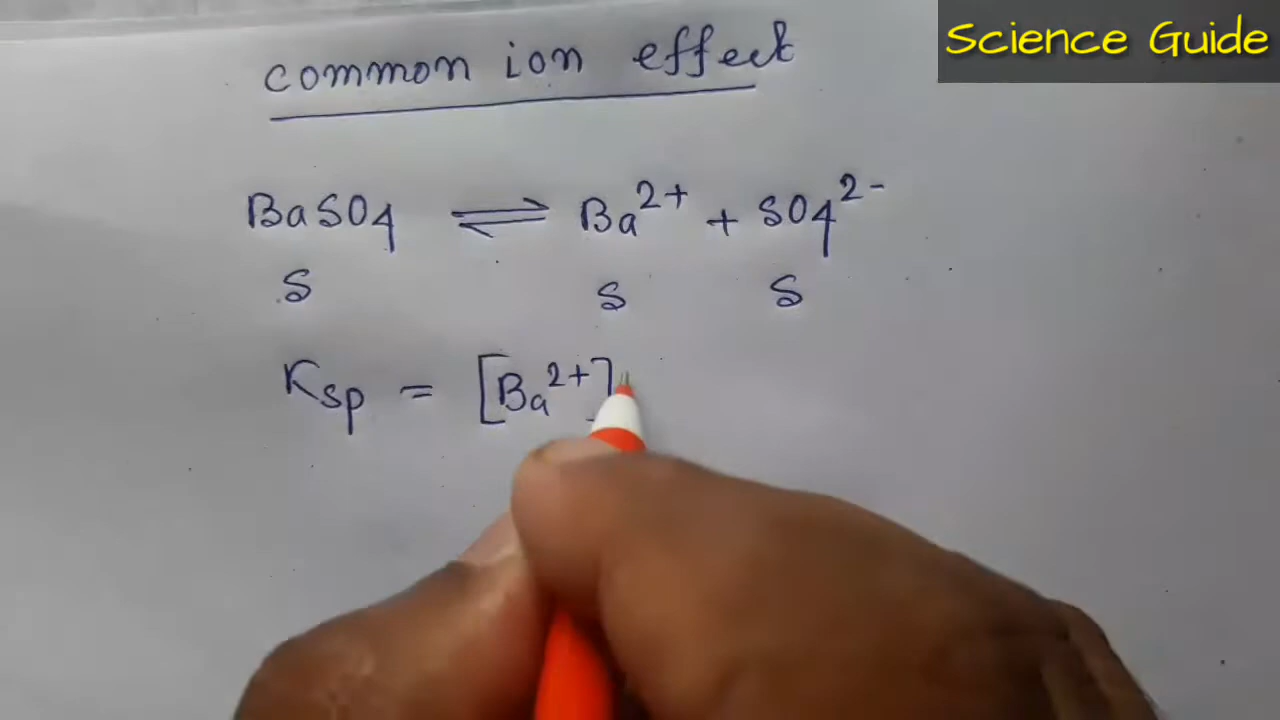 Science Guide
common ion effect
BaSO4 ⇌ Ba²⁺ + SO4²⁻
S S S
Ksp = [Ba²⁺]